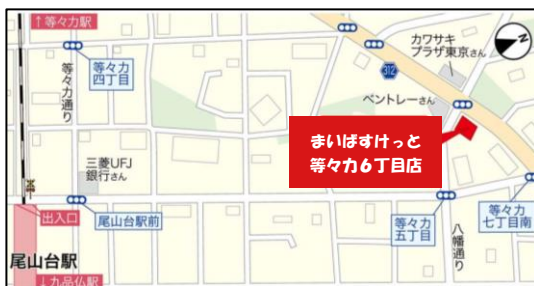 ↑等々力駅
等々力通り
等々力
四丁目
カワサキ
プラザ東京さん
N
312
ベントレーさん
まいばすけっと
等々力6丁目店
三菱UFJ
銀行さん
出入口
尾山台駅前
等々力
五丁目
八幡通り
等々力
七丁目南
尾山台駅
↓九品仏駅